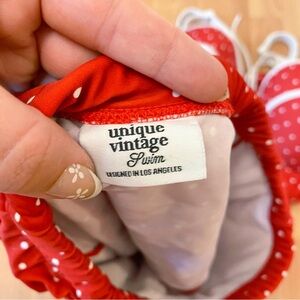 unique
vintage
Swim
DESIGNED IN LOS ANGELES